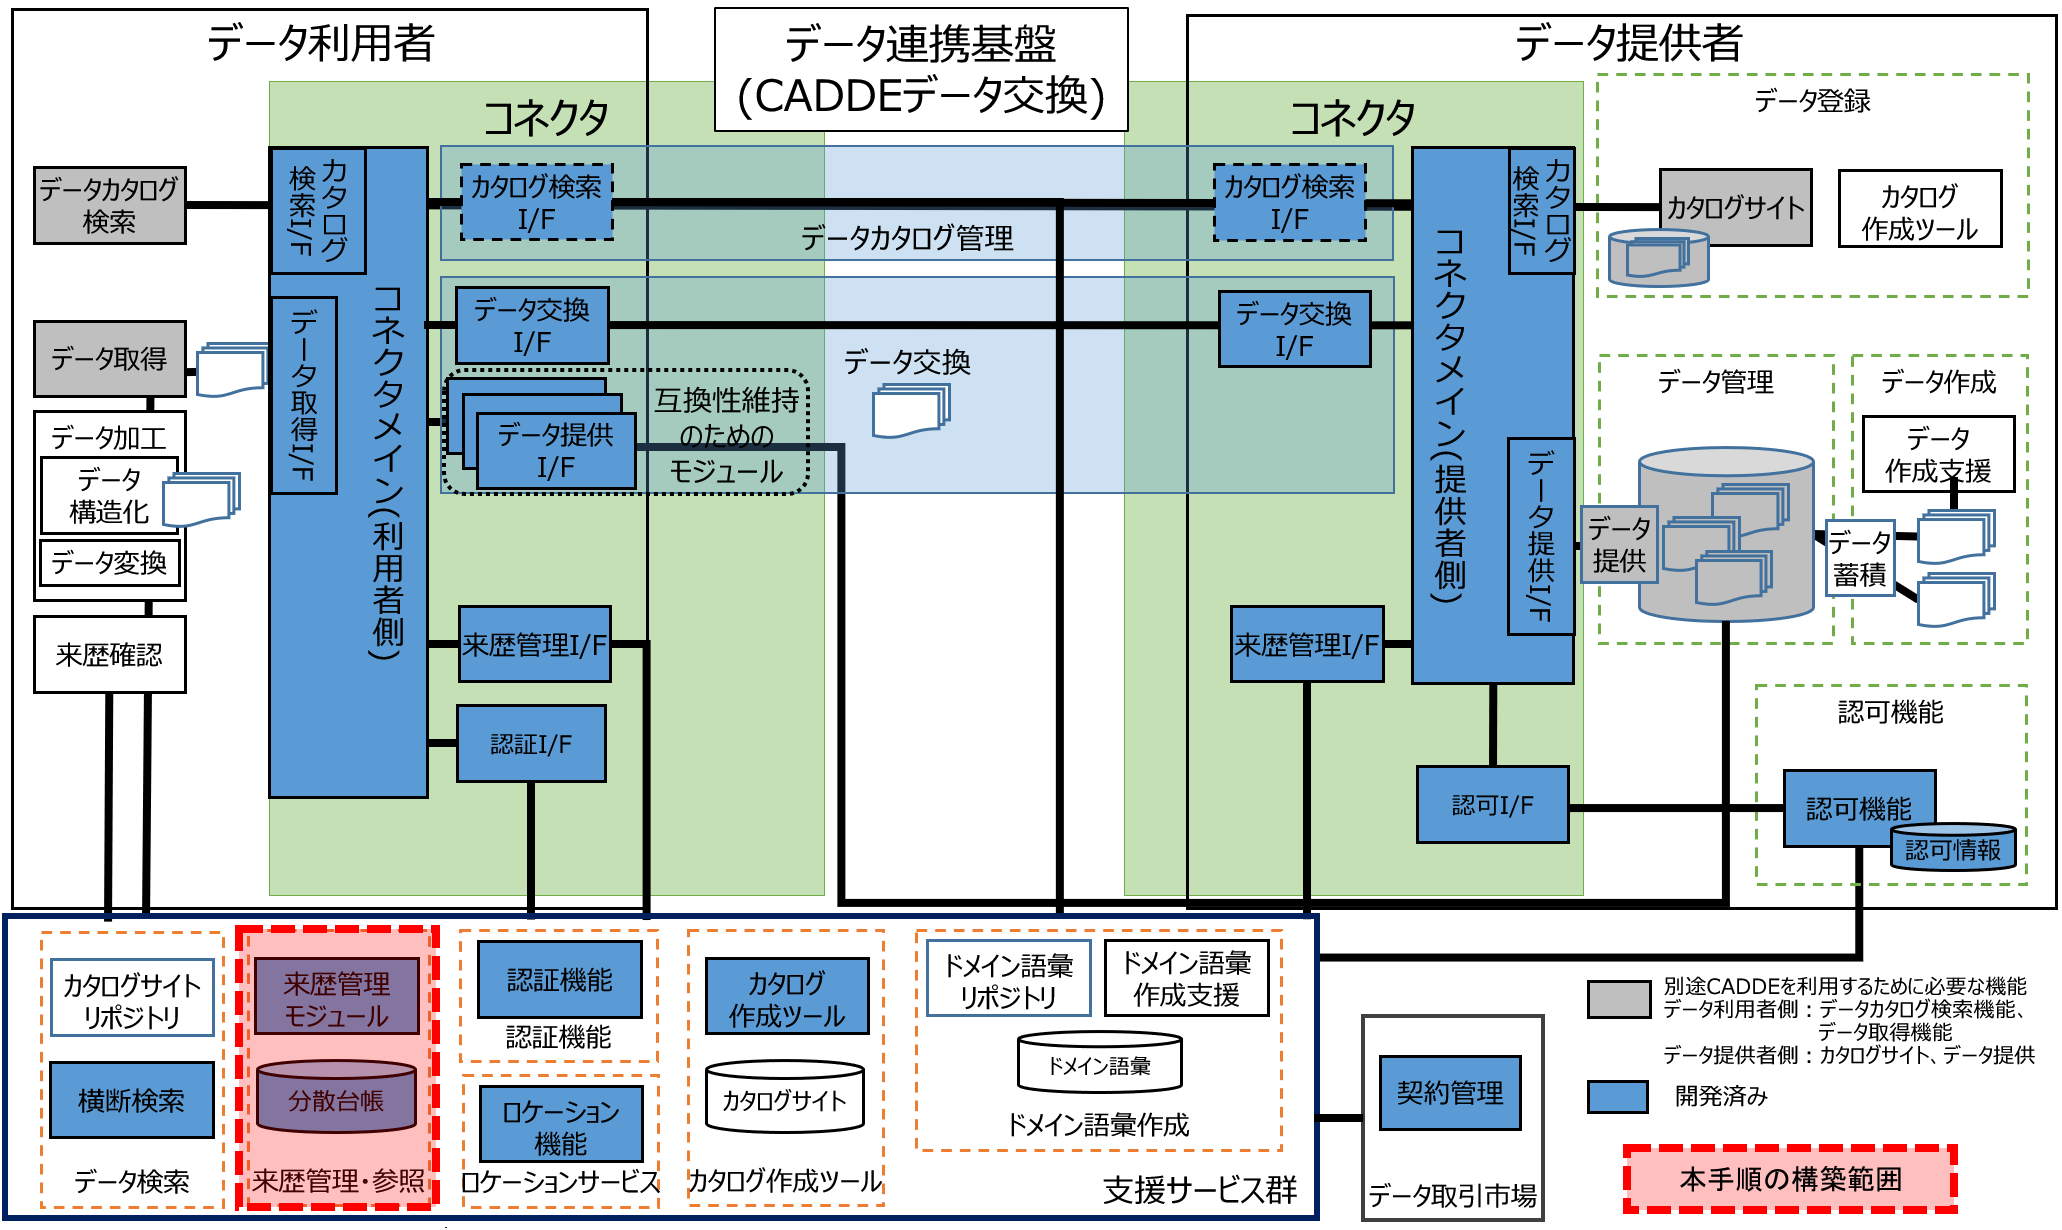 データ利用者
データ連携基盤
(CADDEデータ交換)
データ提供者
コネクタ
コネクタ
データカタログ
検索
カタログ
検索I/F
コネクタメイン(利用者側)
データ取得I/F
データ取得
データ加工
データ
構造化
データ変換
来歴確認
カタログ検索
I/F
データカタログ管理
カタログ検索
I/F
データ交換
I/F
データ交換
データ交換
I/F
データ提供
I/F
互換性維持
のための
モジュール
来歴管理I/F
認証I/F
来歴管理I/F
コネクタメイン(提供者側)
カタログ
検索I/F
データ提供I/F
認可I/F
データ登録
カタログサイト
カタログ
作成ツール
データ管理
データ
提供
データ作成
データ
作成支援
データ
蓄積
認可機能
認可機能
認可情報
カタログサイト
リポジトリ
横断検索
データ検索
来歴管理
モジュール
分散台帳
来歴管理・参照
認証機能
認証機能
ロケーション
機能
ロケーションサービス
カタログ
作成ツール
カタログサイト
カタログ作成ツール
ドメイン語彙
リポジトリ
ドメイン語彙
作成支援
ドメイン語彙
ドメイン語彙作成
支援サービス群
契約管理
データ取引市場
別途CADDEを利用するために必要な機能
データ利用者側：データカタログ検索機能、
データ取得機能
データ提供者側：カタログサイト、データ提供
開発済み
本手順の構築範囲